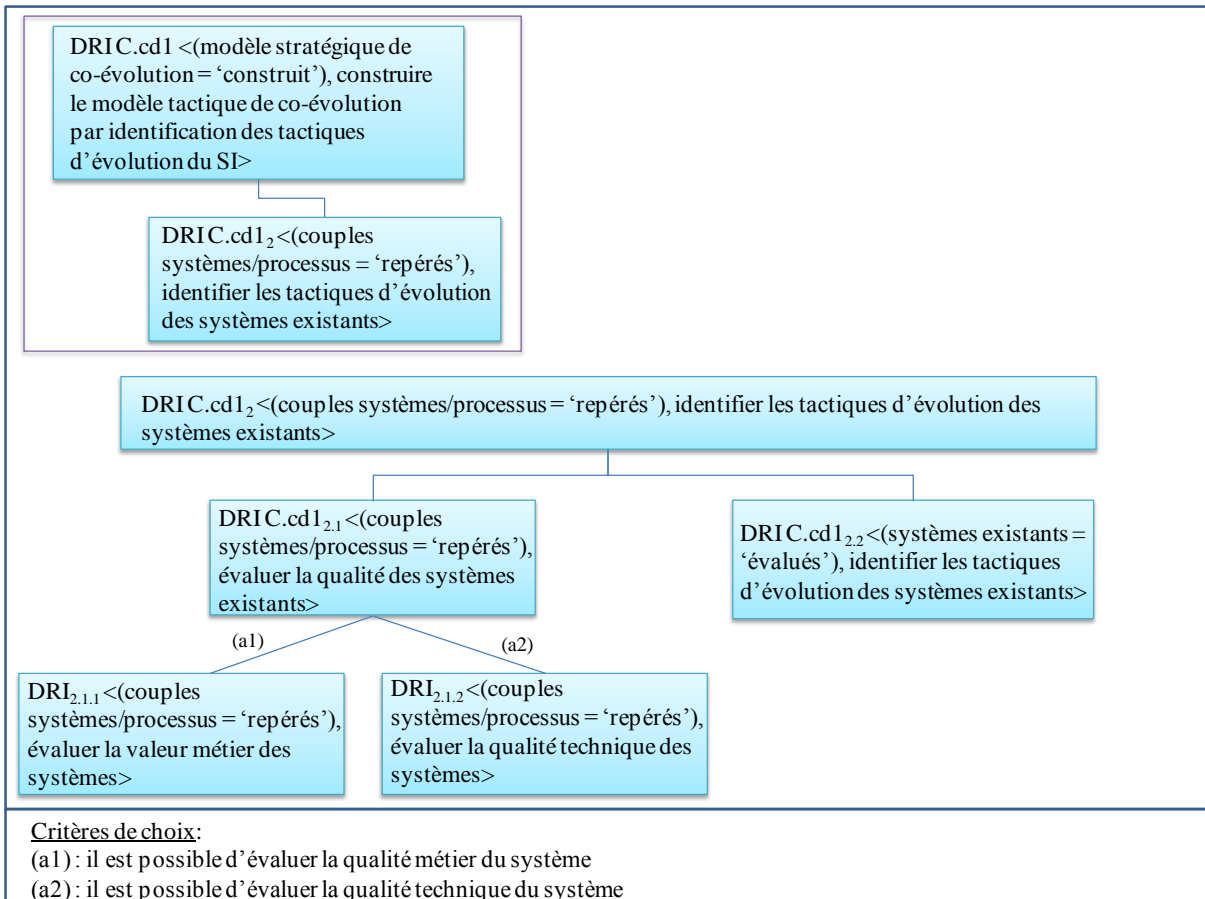 DRIC.cd1 <(modèle stratégique de
co-évolution = ‘construit’), construire
le modèle tactique de co-évolution
par identification des tactiques
d’évolution du SI>
DRIC.cd1₂<(couples
systèmes/processus = ‘repérés’),
identifier les tactiques d’évolution
des systèmes existants>
DRIC.cd1₂<(couples systèmes/processus = ‘repérés’), identifier les tactiques d’évolution des
systèmes existants>
DRIC.cd1₂.₁<(couples
systèmes/processus = ‘repérés’),
évaluer la qualité des systèmes
existants>
DRIC.cd1₂.₂<(systèmes existants =
‘évalués’), identifier les tactiques
d’évolution des systèmes existants>
(a1)
(a2)
DRI₂.₁.₁<(couples
systèmes/processus = ‘repérés’),
évaluer la valeur métier des
systèmes>
DRI₂.₁.₂<(couples
systèmes/processus = ‘repérés’),
évaluer la qualité technique des
systèmes>
Critères de choix:
(a1) : il est possible d’évaluer la qualité métier du système
(a2) : il est possible d’évaluer la qualité technique du système